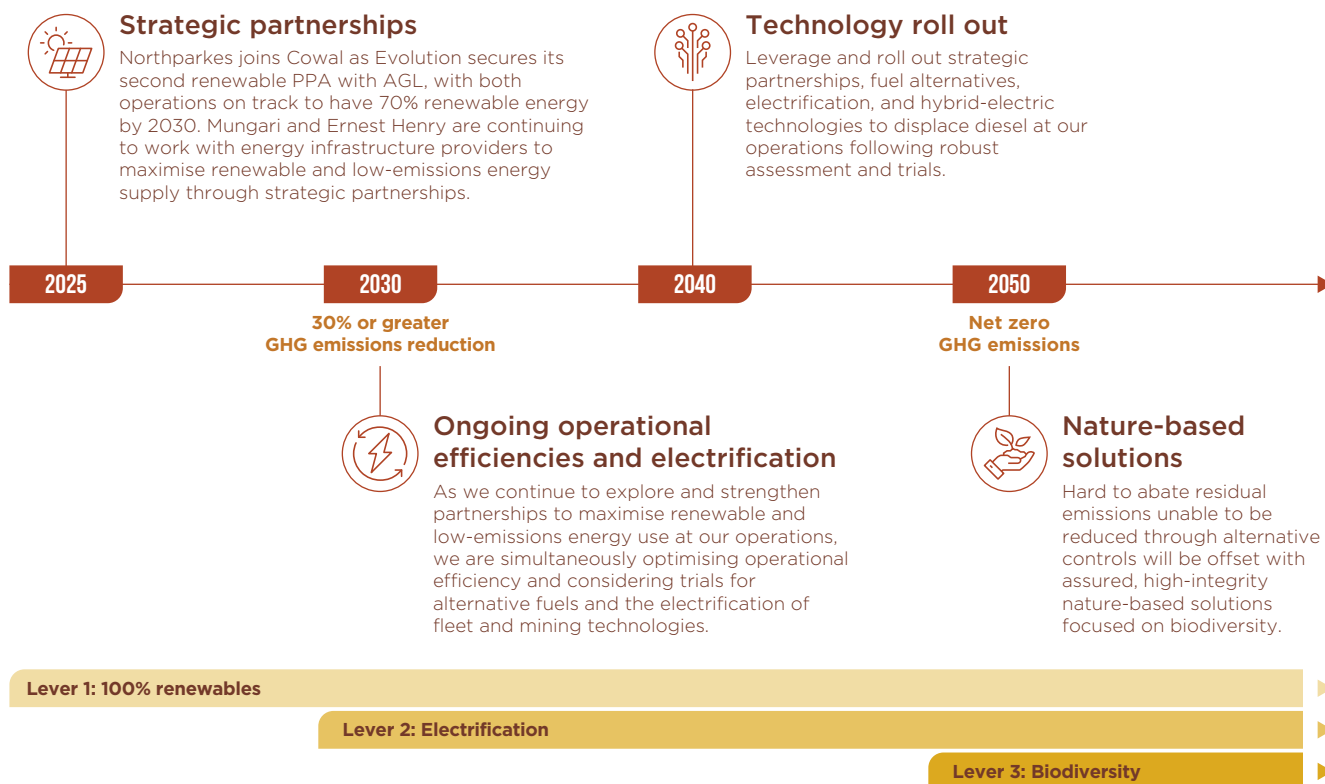 Strategic partnerships
Northparkes joins Cowal as Evolution secures its
second renewable PPA with AGL, with both
operations on track to have 70% renewable energy
by 2030. Mungari and Ernest Henry are continuing
to work with energy infrastructure providers to
maximise renewable and low-emissions energy
supply through strategic partnerships.
Technology roll out
Leverage and roll out strategic
partnerships, fuel alternatives,
electrification, and hybrid-electric
technologies to displace diesel at our
operations following robust
assessment and trials.
2025
2030
2040
2050
30% or greater
GHG emissions reduction
Net zero
GHG emissions
Ongoing operational
efficiencies and electrification
As we continue to explore and strengthen
partnerships to maximise renewable and
low-emissions energy use at our operations,
we are simultaneously optimising operational
efficiency and considering trials for
alternative fuels and the electrification of
fleet and mining technologies.
Nature-based
solutions
Hard to abate residual
emissions unable to be
reduced through alternative
controls will be offset with
assured, high-integrity
nature-based solutions
focused on biodiversity.
Lever 1: 100% renewables
Lever 2: Electrification
Lever 3: Biodiversity